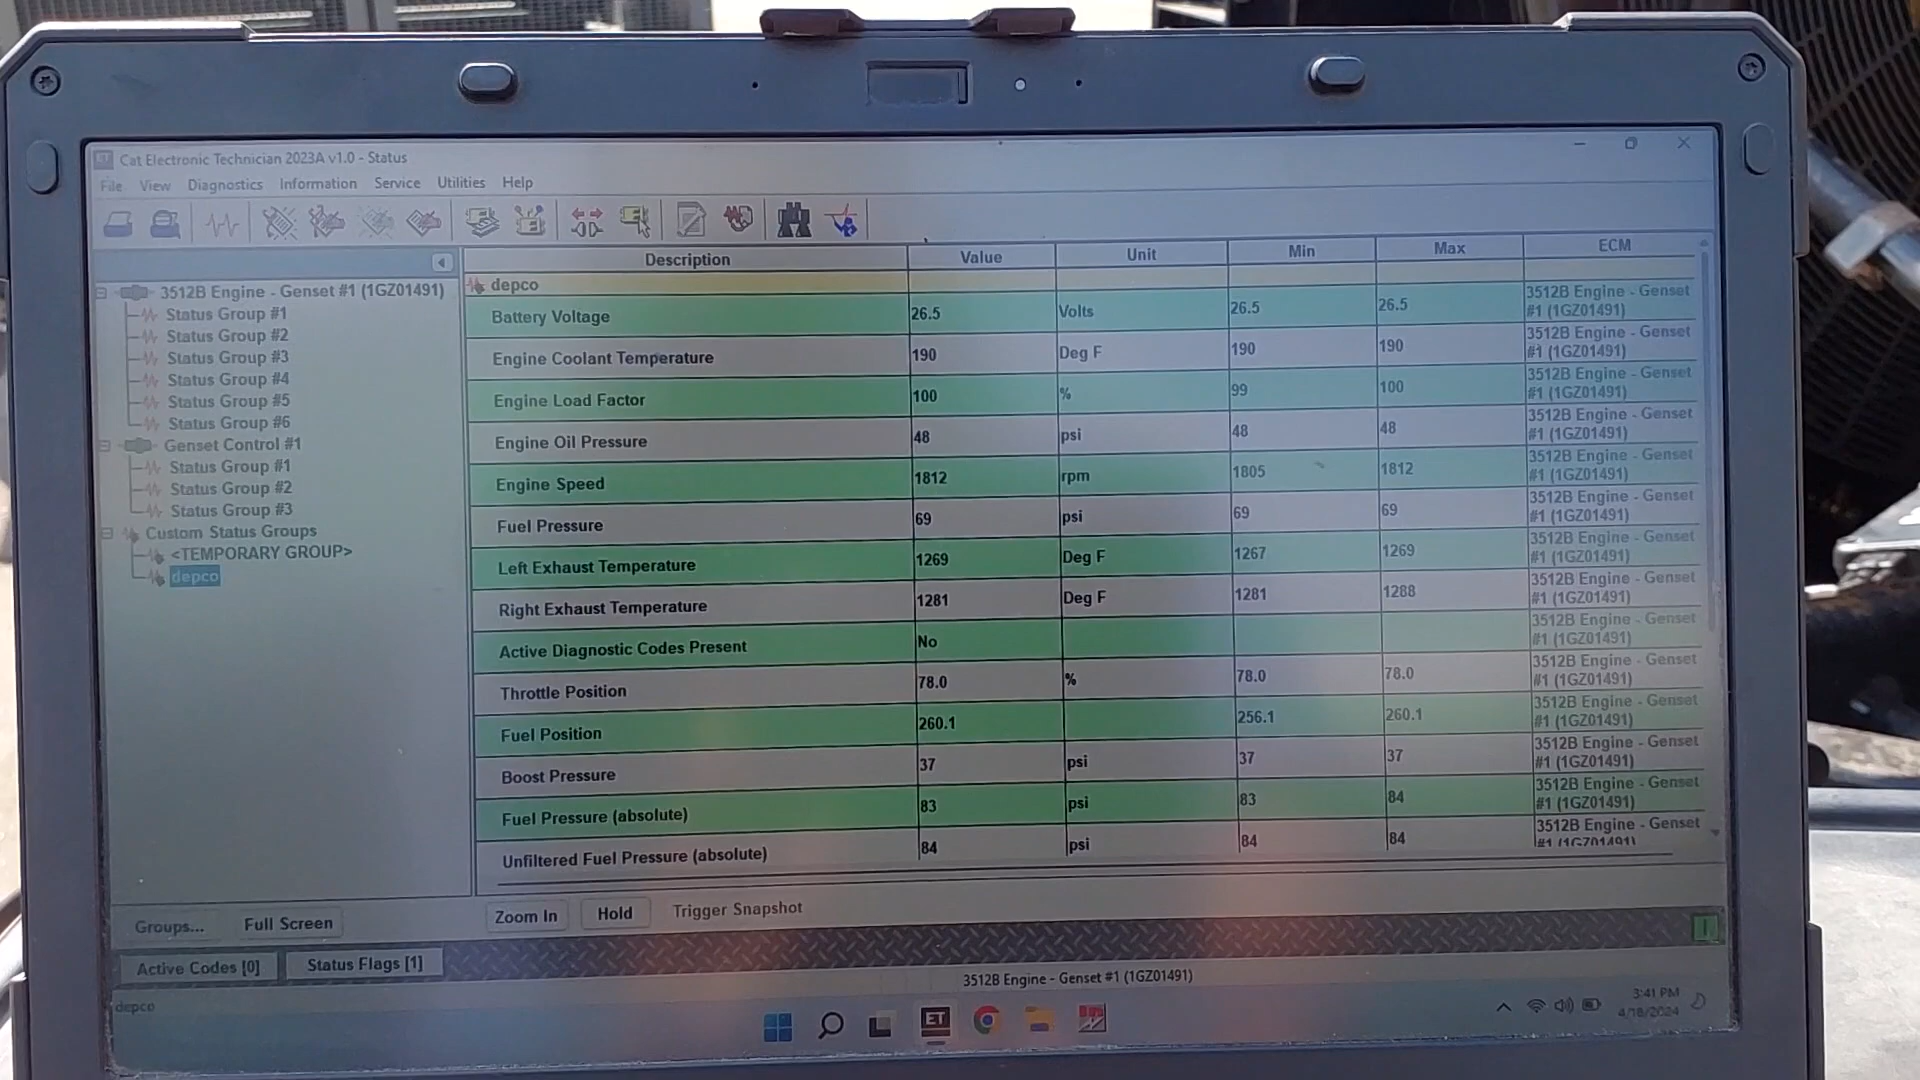 Cat Electronic Technician 2023A v1.0 - Status
File View Diagnostics Information Service Utilities Help
Description Value Unit Min Max ECM
3512B Engine - Genset #1 (1GZ01491)
Status Group #1
Status Group #2
Status Group #3
Status Group #4
Status Group #5
Status Group #6
Genset Control #1
Status Group #1
Status Group #2
Status Group #3
Custom Status Groups
<TEMPORARY GROUP>
depco
depco
Battery Voltage 26.5 Volts 26.5 26.5 3512B Engine - Genset
#1 (1GZ01491)
Engine Coolant Temperature 190 Deg F 190 190 3512B Engine - Genset
#1 (1GZ01491)
Engine Load Factor 100 % 99 100 3512B Engine - Genset
#1 (1GZ01491)
Engine Oil Pressure 48 psi 48 48 3512B Engine - Genset
#1 (1GZ01491)
Engine Speed 1812 rpm 1805 1812 3512B Engine - Genset
#1 (1GZ01491)
Fuel Pressure 69 psi 69 69 3512B Engine - Genset
#1 (1GZ01491)
Left Exhaust Temperature 1269 Deg F 1267 1269 3512B Engine - Genset
#1 (1GZ01491)
Right Exhaust Temperature 1281 Deg F 1281 1288 3512B Engine - Genset
#1 (1GZ01491)
Active Diagnostic Codes Present No 3512B Engine - Genset
#1 (1GZ01491)
Throttle Position 78.0 % 78.0 78.0 3512B Engine - Genset
#1 (1GZ01491)
Fuel Position 260.1 256.1 260.1 3512B Engine - Genset
#1 (1GZ01491)
Boost Pressure 37 psi 37 37 3512B Engine - Genset
#1 (1GZ01491)
Fuel Pressure (absolute) 83 psi 83 84 3512B Engine - Genset
#1 (1GZ01491)
Unfiltered Fuel Pressure (absolute) 84 psi 84 84 3512B Engine - Genset
#1 (1GZ01491)
Groups... Full Screen Zoom In Hold Trigger Snapshot
Active Codes [0] Status Flags [1]
3512B Engine - Genset #1 (1GZ01491)
depco
ET
3:41 PM
4/18/2024